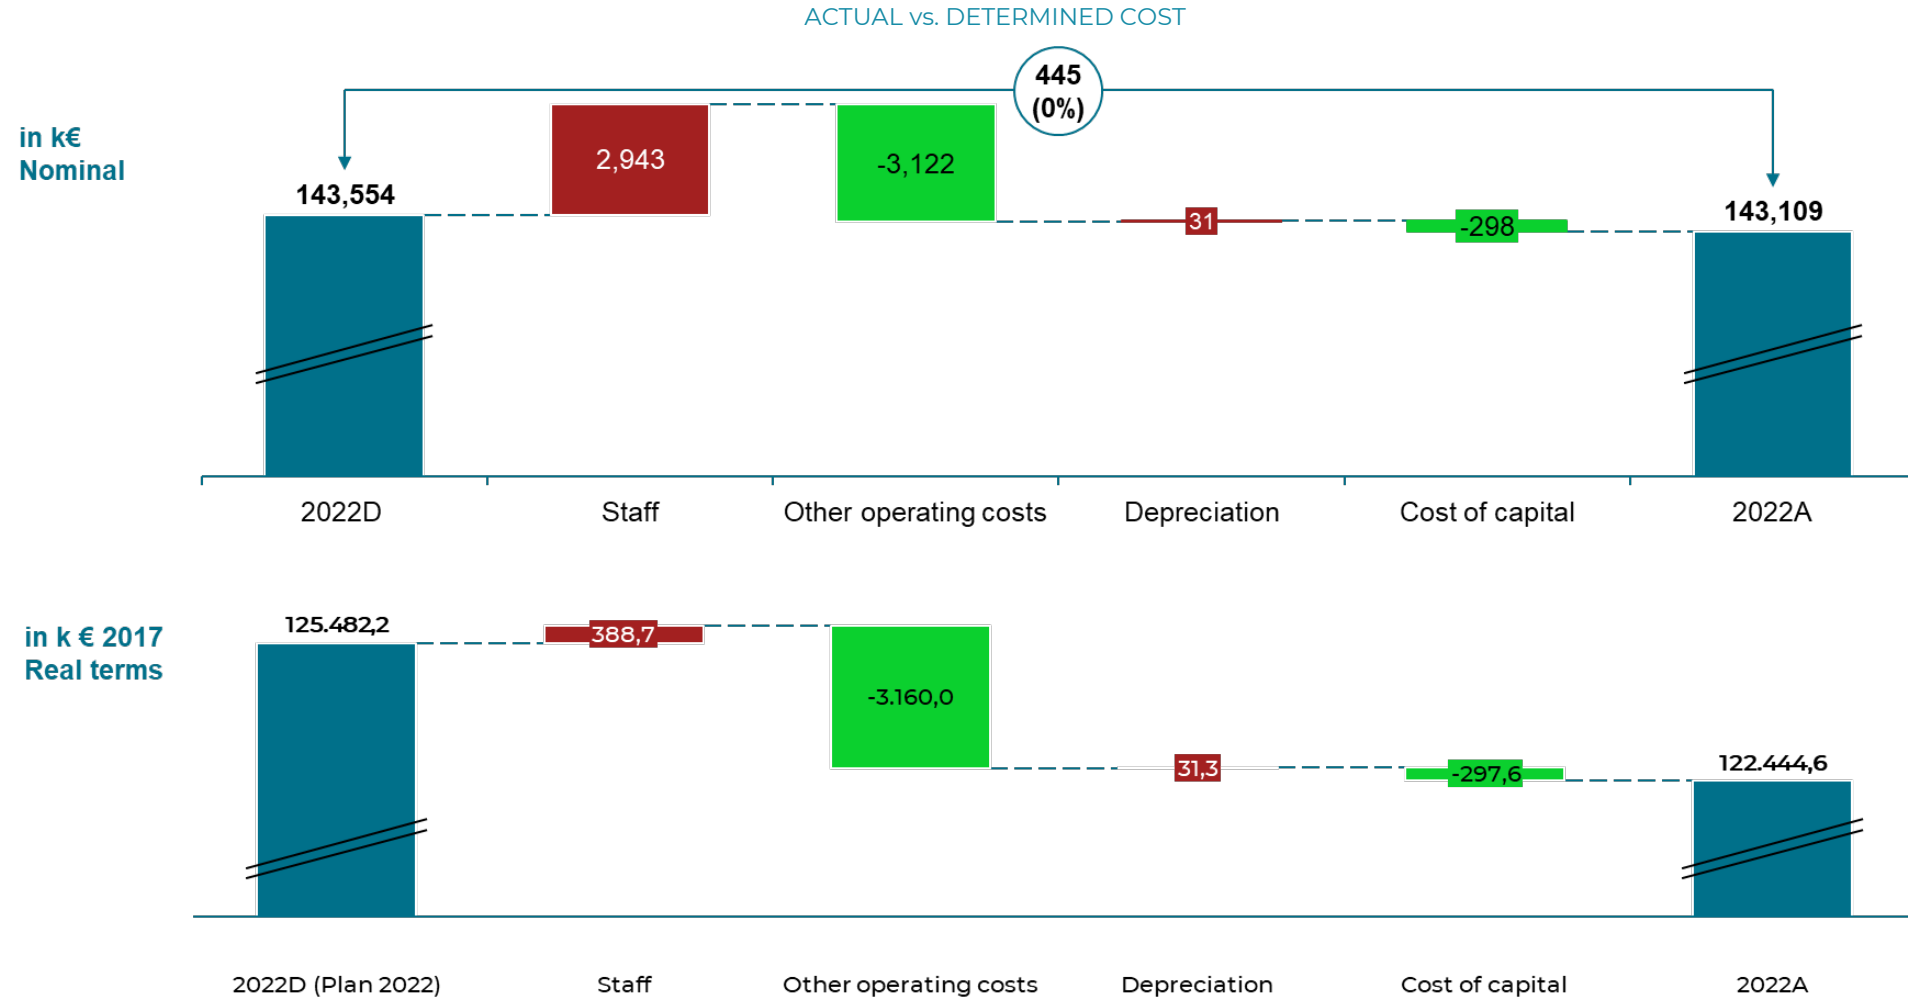 ACTUAL vs. DETERMINED COST
445
(0%)
in k€
Nominal
143,554
2,943
-3,122
31
-298
143,109
2022D
Staff
Other operating costs
Depreciation
Cost of capital
2022A
in k € 2017
Real terms
125.482,2
388,7
-3.160,0
31,3
-297,6
122.444,6
2022D (Plan 2022)
Staff
Other operating costs
Depreciation
Cost of capital
2022A